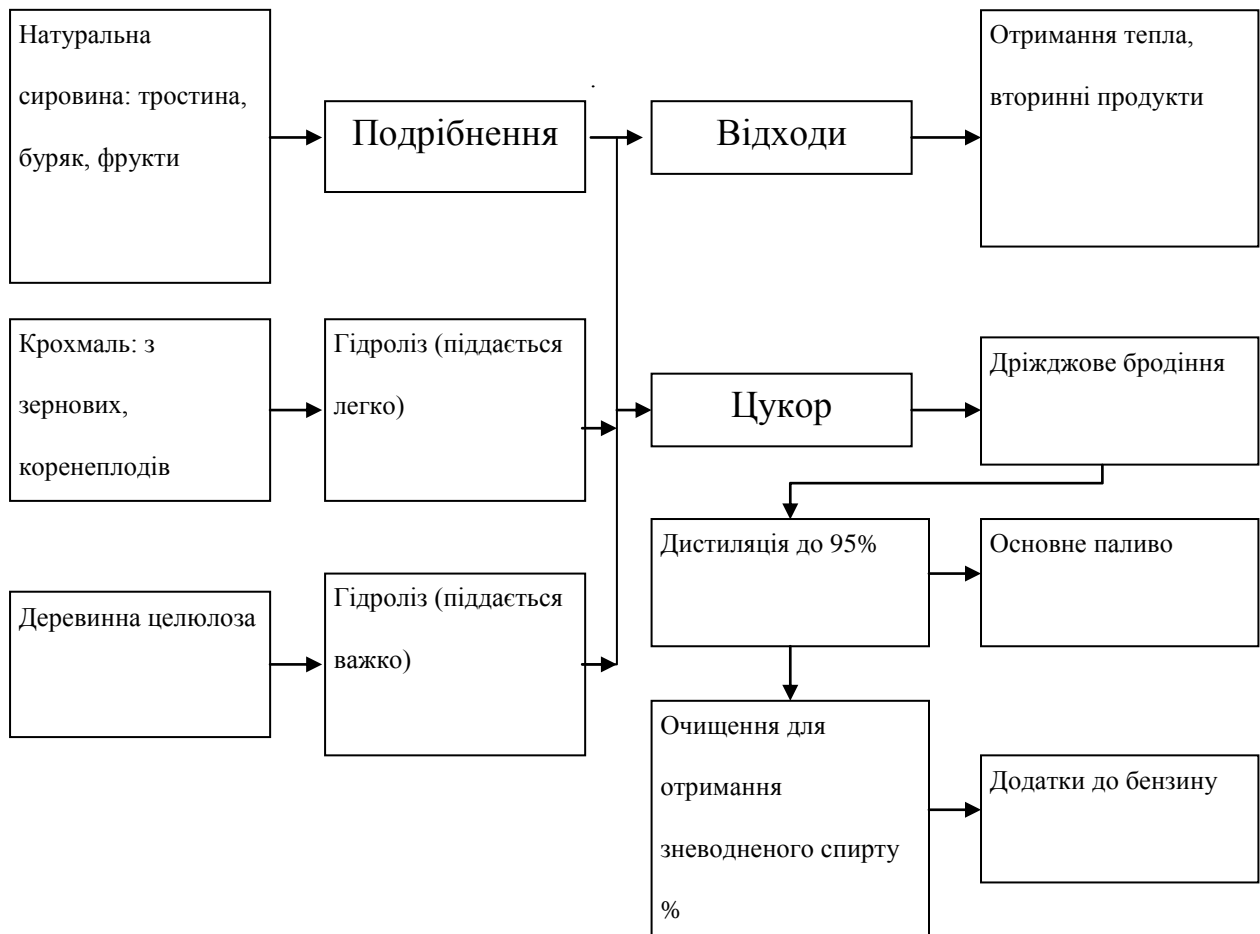 Натуральна
сировина: тростина,
буряк, фрукти
Подрібнення
Відходи
Отримання тепла,
вторинні продукти
Крохмаль: з
зернових,
коренеплодів
Гідроліз (піддається
легко)
Цукор
Дріжджове бродіння
Деревинна целюлоза
Гідроліз (піддається
важко)
Дистиляція до 95%
Основне паливо
Очищення для
отримання
зневодненого спирту
%
Додатки до бензину